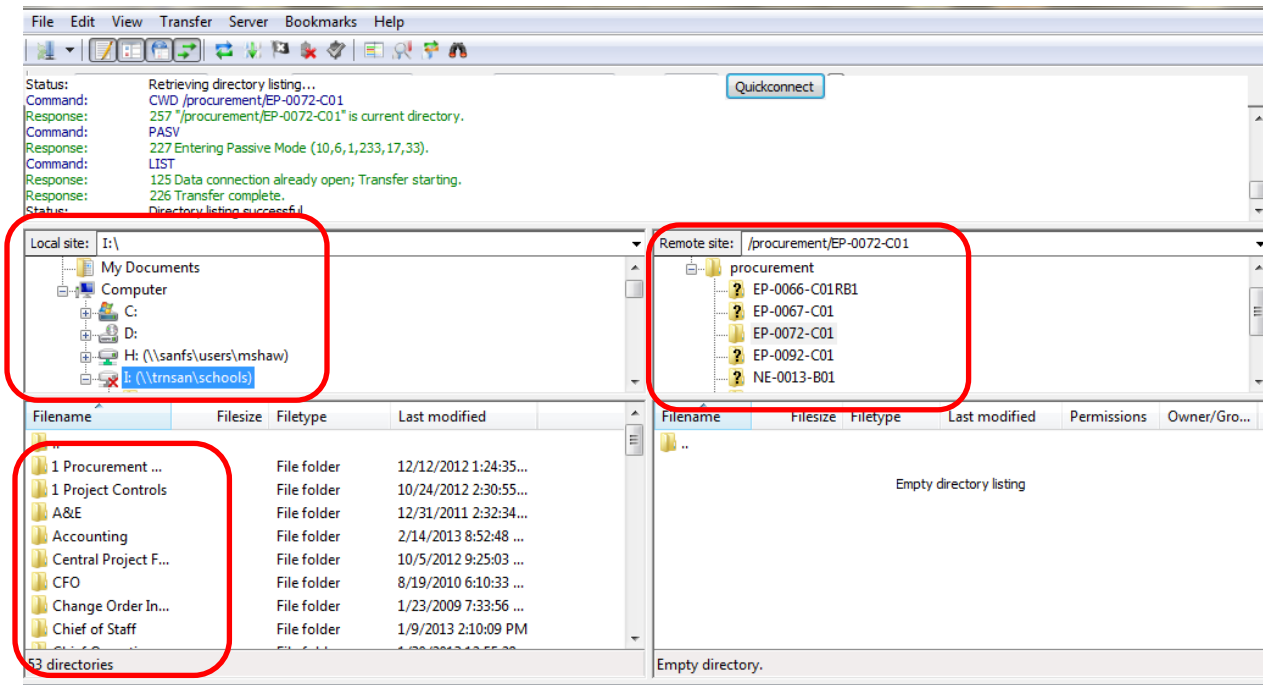 File Edit View Transfer Server Bookmarks Help
Quickconnect
Status: Retrieving directory listing...
Command: CWD /procurement/EP-0072-C01
Response: 257 "/procurement/EP-0072-C01" is current directory.
Command: PASV
Response: 227 Entering Passive Mode (10,6,1,233,17,33).
Command: LIST
Response: 125 Data connection already open; Transfer starting.
Response: 226 Transfer complete.
Status: Directory listing successful
Local site: I:\
My Documents
Computer
C:
D:
H: (\\sanfs\users\mshaw)
I: (\\trnsan\schools)
Remote site: /procurement/EP-0072-C01
procurement
EP-0066-C01RB1
EP-0067-C01
EP-0072-C01
EP-0092-C01
NE-0013-B01
Filename Filesize Filetype Last modified
..
1 Procurement ... File folder 12/12/2012 1:24:35...
1 Project Controls File folder 10/24/2012 2:30:55...
A&E File folder 12/31/2011 2:32:34...
Accounting File folder 2/14/2013 8:52:48 ...
Central Project F... File folder 10/5/2012 9:25:03 ...
CFO File folder 8/19/2010 6:10:33 ...
Change Order In... File folder 1/23/2009 7:33:56 ...
Chief of Staff File folder 1/9/2013 2:10:09 PM
53 directories
Filename Filesize Filetype Last modified Permissions Owner/Gro...
..
Empty directory listing
Empty directory.